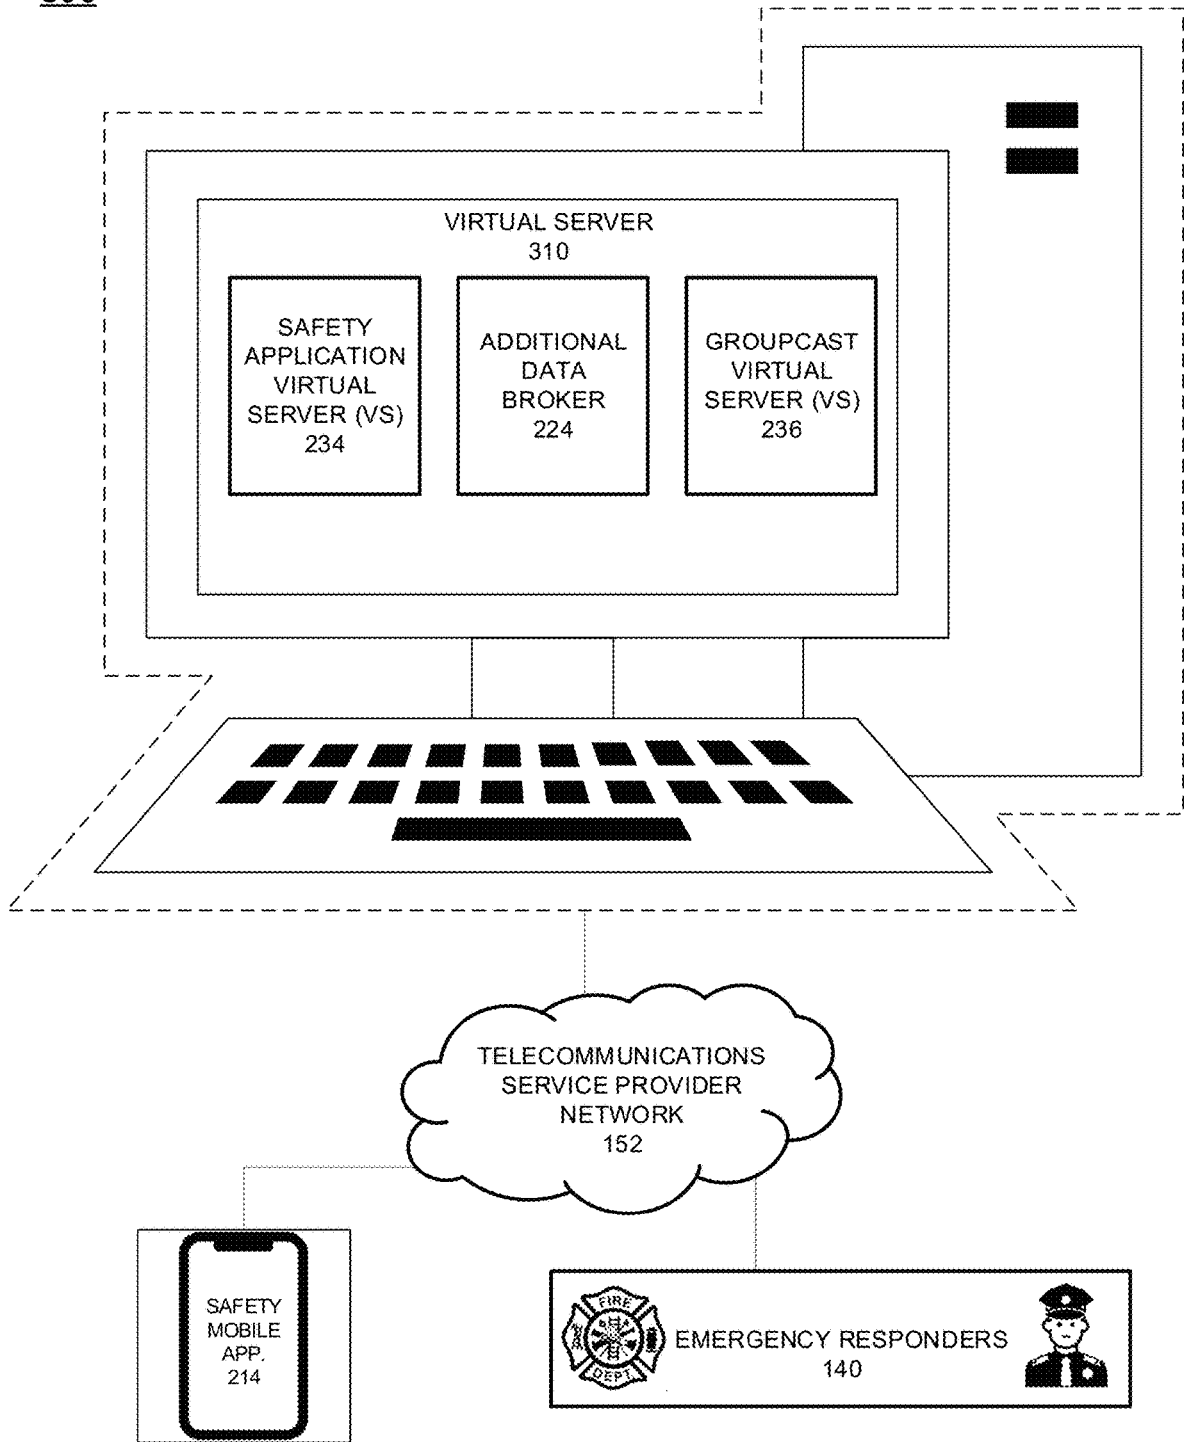 VIRTUAL SERVER
310
SAFETY
APPLICATION
VIRTUAL
SERVER (VS)
234
ADDITIONAL
DATA
BROKER
224
GROUPCAST
VIRTUAL
SERVER (VS)
236
TELECOMMUNICATIONS
SERVICE PROVIDER
NETWORK
152
SAFETY
MOBILE
APP.
214
FIRE
DEPT.
EMERGENCY RESPONDERS
140